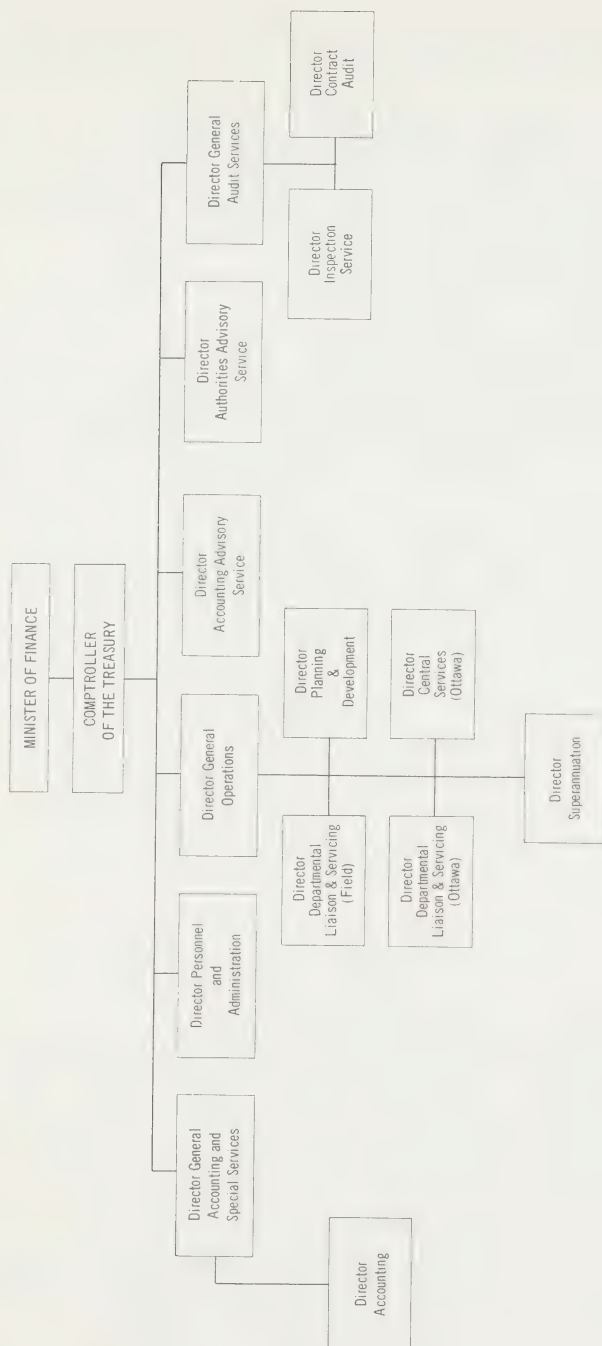 MINISTER OF FINANCE
COMPTROLLER
OF THE TREASURY
Director General
Accounting and
Special Services
Director Personnel
and
Administration
Director General
Operations
Director
Accounting Advisory
Service
Director
Authorities Advisory
Service
Director General
Audit Services
Director
Accounting
Director
Departmental
Liaison & Servicing
(Field)
Director
Planning
&
Development
Director
Departmental
Liaison & Servicing
(Ottawa)
Director
Central
Services
(Ottawa)
Director
Superannuation
Director
Inspection
Service
Director
Contract
Audit